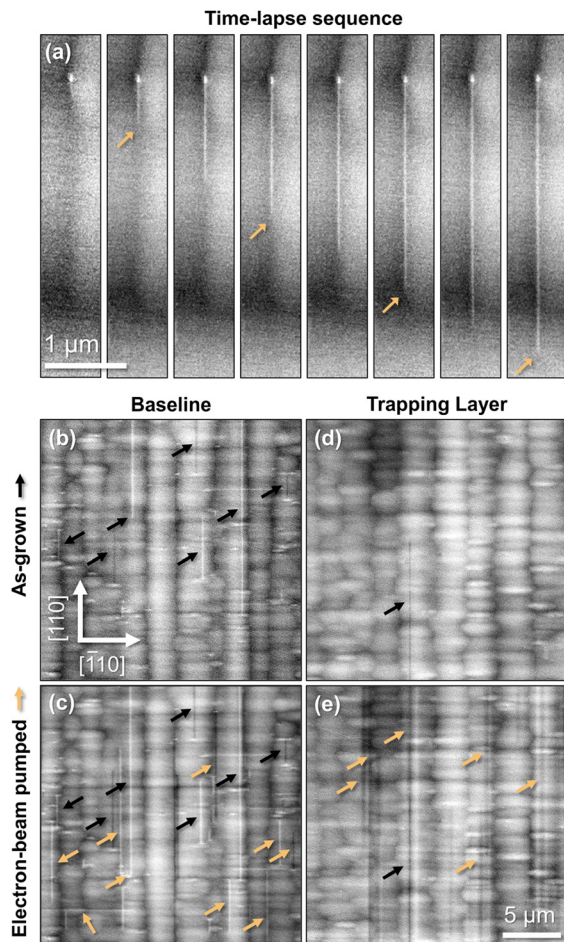 Time-lapse sequence
(a)
1 μm
Baseline
Trapping Layer
As-grown
(b)
(d)
[110]
[1̄10]
Electron-beam pumped
(c)
(e)
5 μm